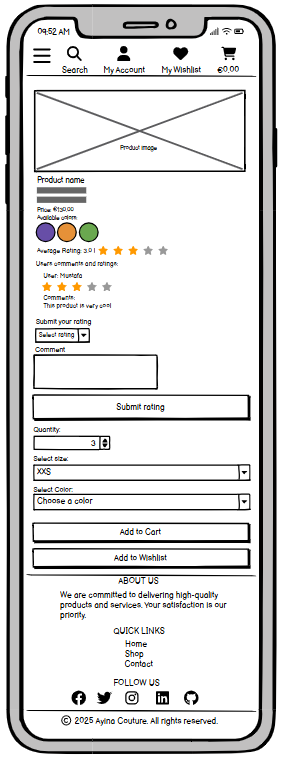 09:52 AM
Search My Account My Wishlist €0,00
Product image
Product name
Price: €130,00
Available colors
Average Rating: 3.0 |
Users comments and ratings:
User: Mustafa
Comments:
This product is very cool
Submit your rating
Select rating
Comment
Submit rating
Quantity:
3
Select size:
XXS
Select Color:
Choose a color
Add to Cart
Add to Wishlist
ABOUT US
We are committed to delivering high-quality
products and services. Your satisfaction is our
priority.
QUICK LINKS
Home
Shop
Contact
FOLLOW US
© 2025 Ayina Couture. All rights reserved.